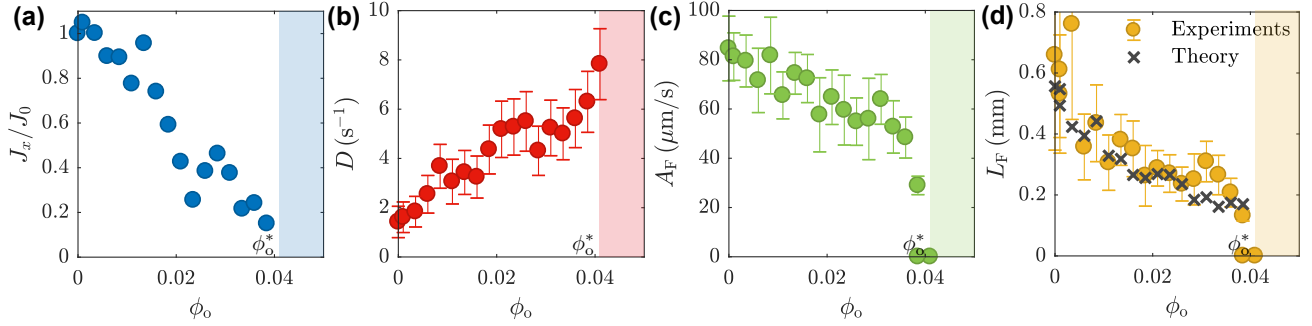 (a)
J_x/J_0
1
0.8
0.6
0.4
0.2
0
0
0.02
0.04
ϕ_o^*
ϕ_o
(b)
D (s^{-1})
10
8
6
4
2
0
0
0.02
0.04
ϕ_o^*
ϕ_o
(c)
A_F (μm/s)
100
80
60
40
20
0
0
0.02
0.04
ϕ_o^*
ϕ_o
(d)
L_F (mm)
0.8
0.6
0.4
0.2
0
0
0.02
0.04
Experiments
Theory
ϕ_o^*
ϕ_o